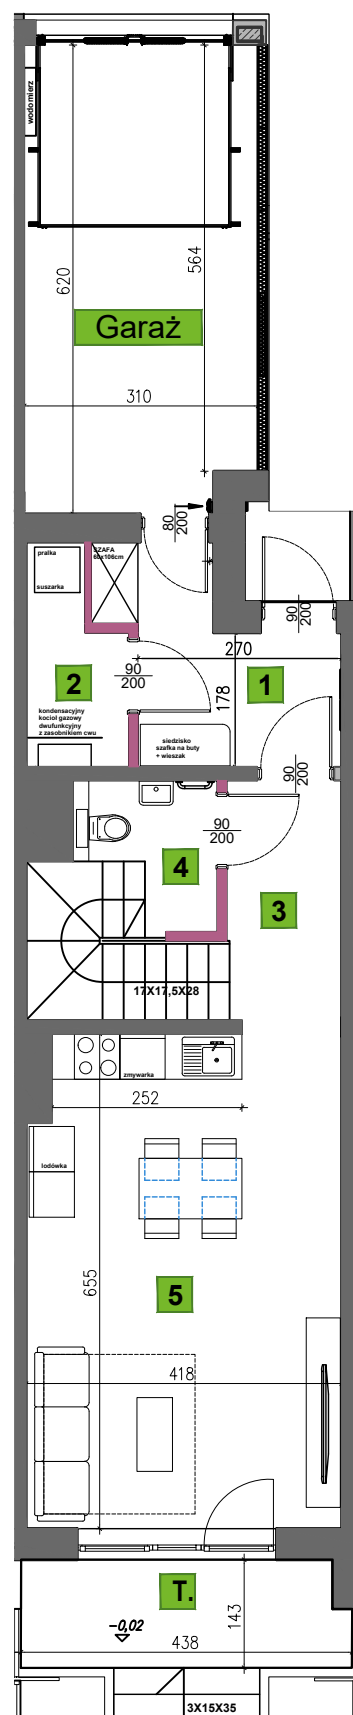 wodomierz
620
564
Garaż
310
80
200
pralka
suszarka
SZAFA
60x106cm
90
200
270
90
200
2
1
178
kondensacyjny
kocioł gazowy
dwufunkcyjny
z zasobnikiem cwu
siedzisko
szafka na buty
+ wieszak
90
200
90
200
4
3
17X17,5X28
zmywarka
252
lodówka
655
5
418
T.
-0,02
143
438
3X15X35